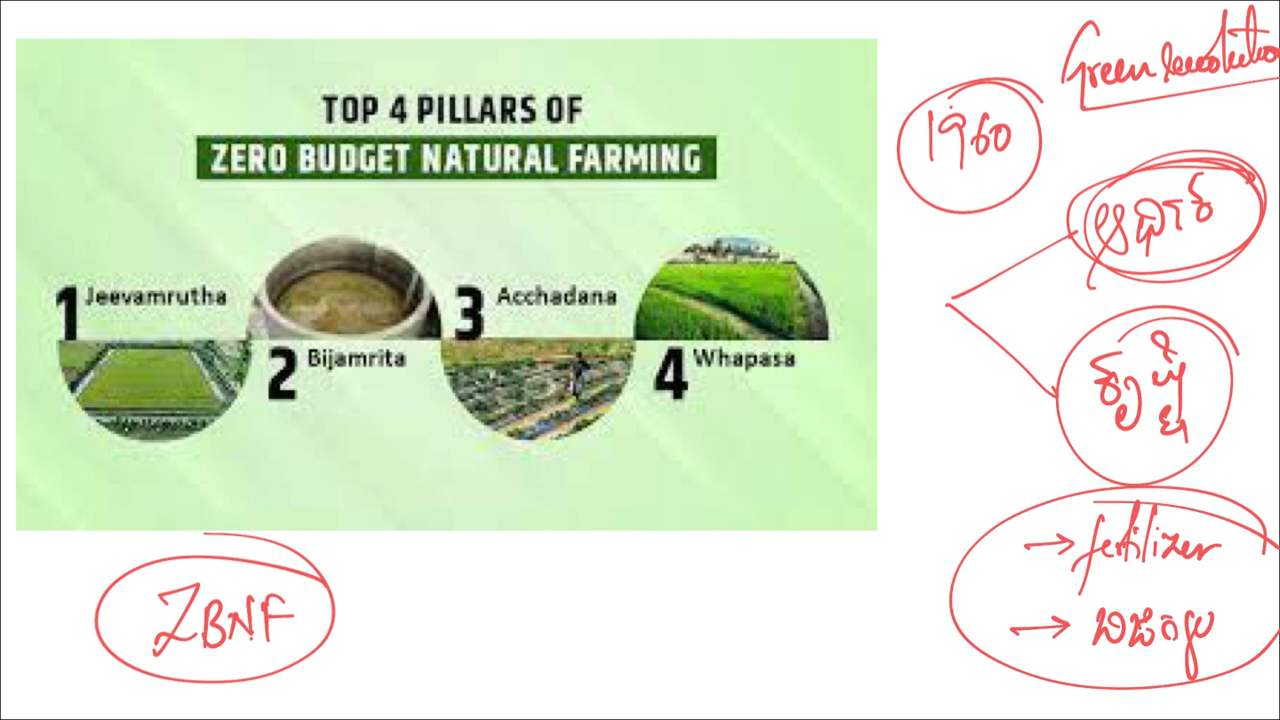 TOP 4 PILLARS OF
ZERO BUDGET NATURAL FARMING
1 Jeevamrutha
2 Bijamrita
3 Acchadana
4 Whapasa
Green
1960
ZBNF
→ fertilizer
→